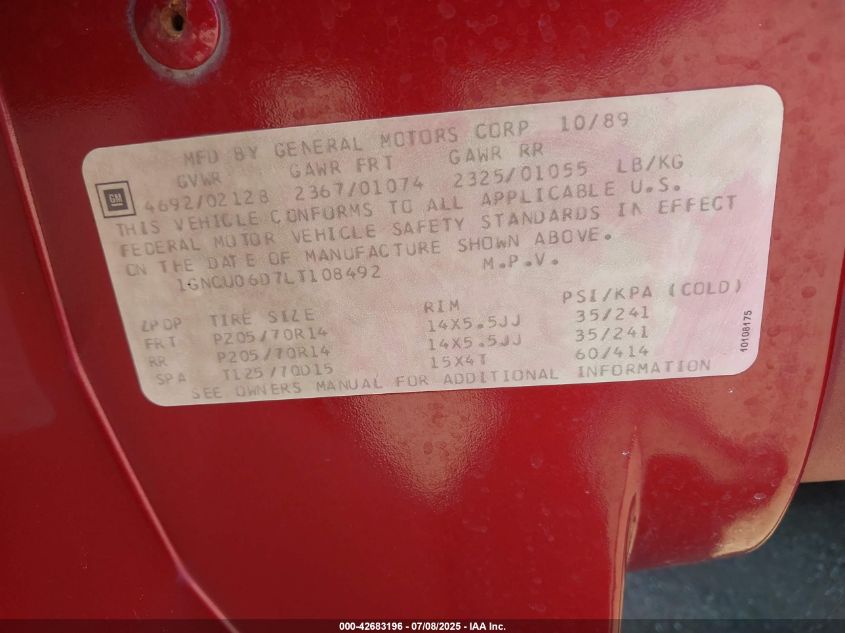 MFD BY GENERAL MOTORS CORP 10/89
GVWR GAWR FRT GAWR RR
GM 4692/02128 2367/01074 2325/01055 LB/KG
THIS VEHICLE CONFORMS TO ALL APPLICABLE U.S.
FEDERAL MOTOR VEHICLE SAFETY STANDARDS IN EFFECT
ON THE DATE OF MANUFACTURE SHOWN ABOVE.
1GNCU06D7LT108492 M.P.V.
TIRE SIZE RIM PSI/KPA (COLD)
FRT P205/70R14 14X5.5JJ 35/241
RR P205/70R14 14X5.5JJ 35/241
SPA T125/70D15 15X4T 60/414
SEE OWNERS MANUAL FOR ADDITIONAL INFORMATION
10108175
000-42683196 - 07/08/2025 - IAA Inc.